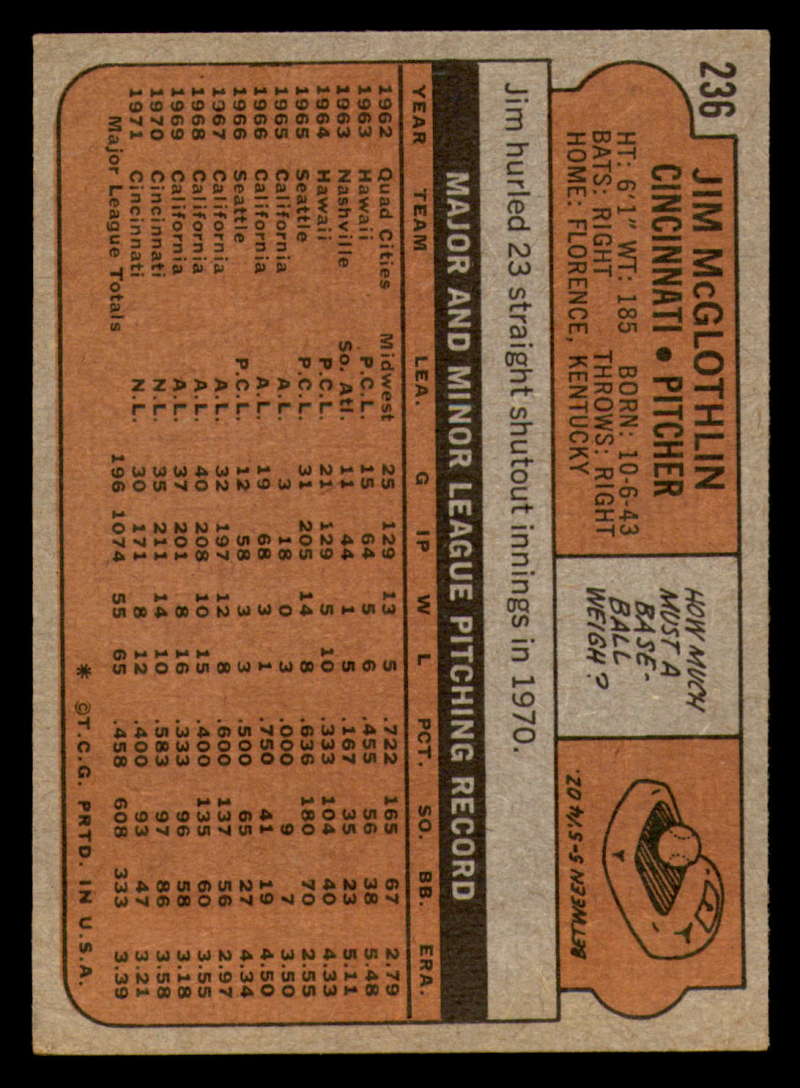 236
JIM McGLOTHLIN
CINCINNATI • PITCHER
HT: 6'1" WT: 185 BORN: 10-6-43
BATS: RIGHT THROWS: RIGHT
HOME: FLORENCE, KENTUCKY
HOW MUCH
MUST A
BASE-
BALL
WEIGH?
BETWEEN 5-5¼ OZ.
Jim hurled 23 straight shutout innings in 1970.
MAJOR AND MINOR LEAGUE PITCHING RECORD
YEAR TEAM LEA. G IP W L PCT. SO. BB. ERA.
1962 Quad Cities Midwest 25 129 13 5 .722 165 67 2.79
1963 Hawaii P.C.L. 15 64 5 6 .455 56 38 5.48
1963 Nashville So. Atl. 11 44 1 5 .167 35 23 5.11
1964 Hawaii P.C.L. 21 129 5 10 .333 104 40 4.33
1965 Seattle P.C.L. 31 205 14 8 .636 180 70 2.55
1965 California A.L. 3 18 0 3 .000 9 7 3.50
1966 California A.L. 19 68 3 1 .750 41 19 4.50
1966 Seattle P.C.L. 12 58 3 3 .500 65 27 4.34
1967 California A.L. 32 197 12 8 .600 137 56 2.97
1968 California A.L. 40 208 10 15 .400 135 60 3.55
1969 California A.L. 37 201 8 16 .333 96 58 3.18
1970 Cincinnati N.L. 35 211 14 10 .583 97 86 3.58
1971 Cincinnati N.L. 30 171 8 12 .400 93 47 3.21
Major League Totals 196 1074 55 65 .458 608 333 3.39
* ©T.C.G. PRTD. IN U.S.A.